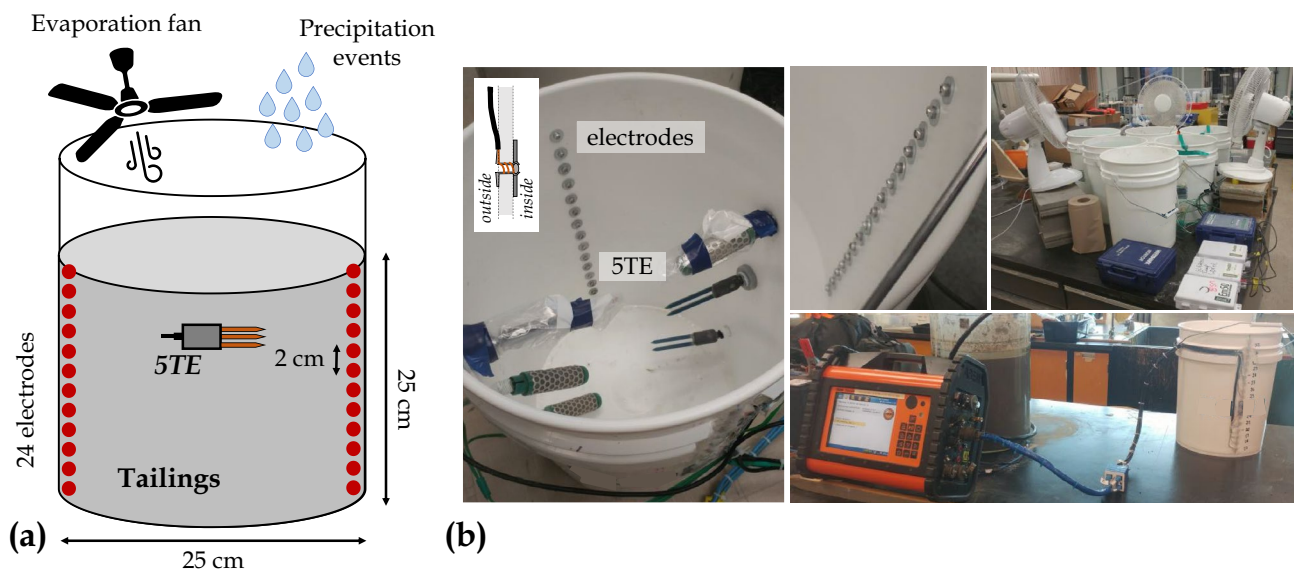 Evaporation fan
Precipitation
events
5TE
2 cm
24 electrodes
25 cm
Tailings
25 cm
(a)
electrodes
outside
inside
5TE
(b)